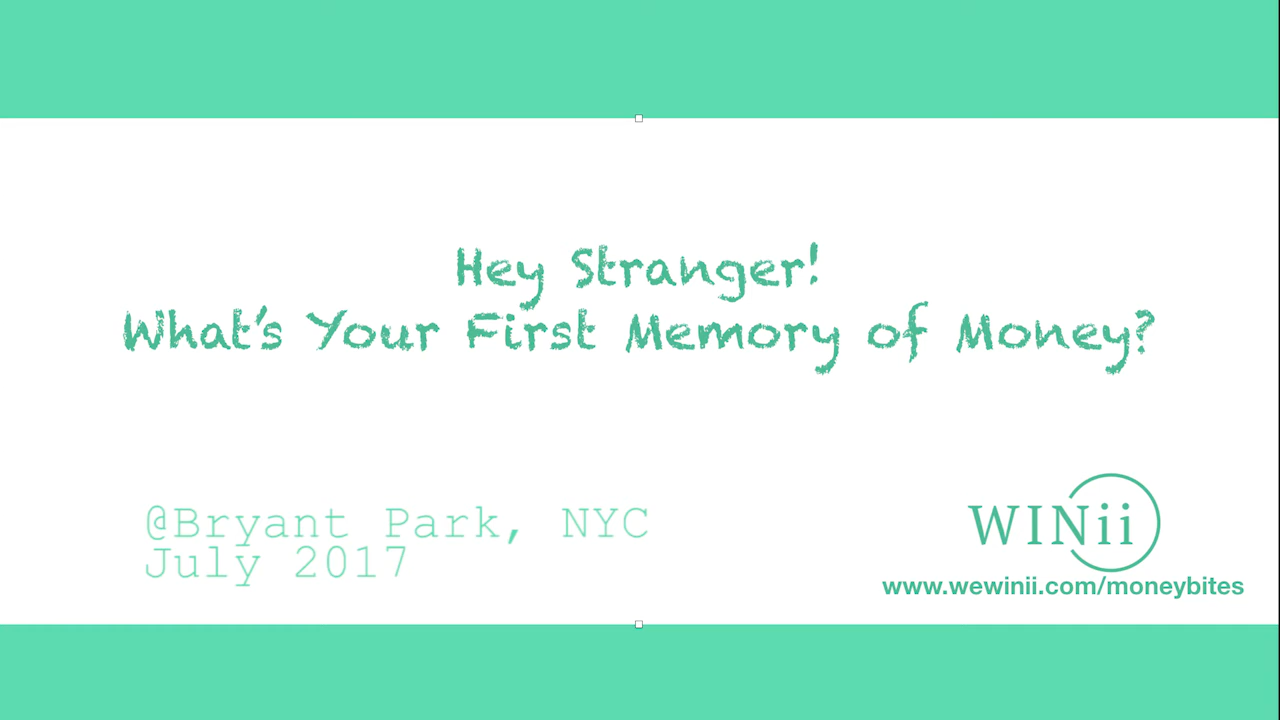 Hey Stranger!
What's Your First Memory of Money?
@Bryant Park, NYC
July 2017
WINii
www.wewinii.com/moneybites